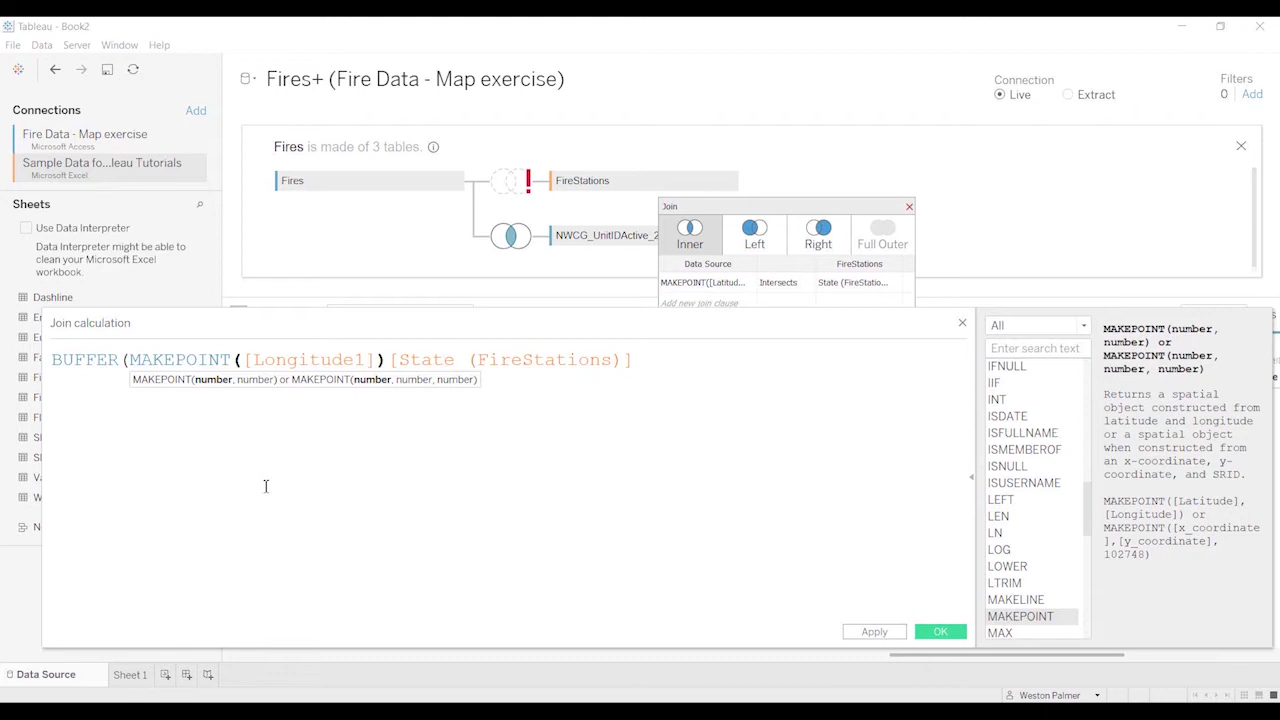 Tableau - Book2
File Data Server Window Help
Connections Add
Fire Data - Map exercise
Microsoft Access
Sample Data fo...leau Tutorials
Microsoft Excel
Sheets
Use Data Interpreter
Data Interpreter might be able to
clean your Microsoft Excel
workbook.
Dashline
Fires+ (Fire Data - Map exercise)
Connection
Live Extract
Filters
0 Add
Fires is made of 3 tables.
Fires
FireStations
NWCG_UnitIDActive_2
Join
Inner Left Right Full Outer
Data Source FireStations
MAKEPOINT([Latitud... Intersects State (FireStatio...
Add new join clause
Join calculation
BUFFER(MAKEPOINT([Longitude1])[State (FireStations)]
MAKEPOINT(number, number) or MAKEPOINT(number, number, number)
Apply OK
All
Enter search text
IFNULL
IIF
INT
ISDATE
ISFULLNAME
ISMEMBEROF
ISNULL
ISUSERNAME
LEFT
LEN
LN
LOG
LOWER
LTRIM
MAKELINE
MAKEPOINT
MAX
MAKEPOINT(number,
number) or
MAKEPOINT(number,
number, number)
Returns a spatial
object constructed from
latitude and longitude
or a spatial object
when constructed from
an x-coordinate, y-
coordinate, and SRID.
MAKEPOINT([Latitude],
[Longitude]) or
MAKEPOINT([x_coordinate
],[y_coordinate],
102748)
Data Source Sheet 1
Weston Palmer